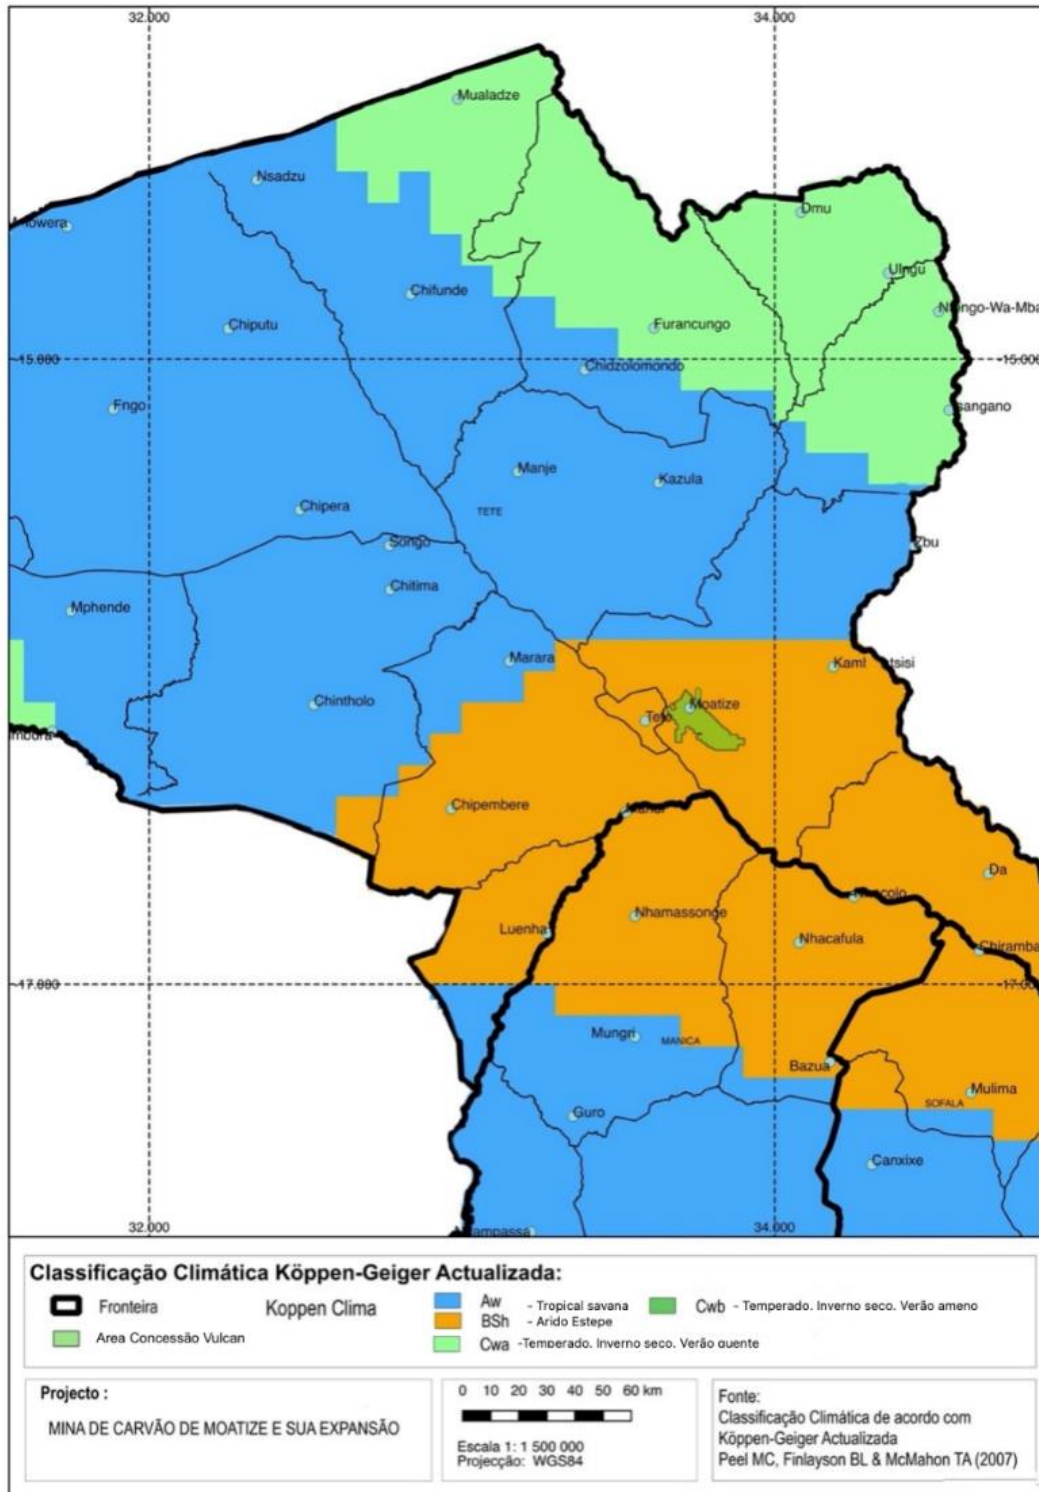 32.000
34.000
Mualadze
Nsadzu
Dmu
Ulngu
Chifunde
Chiputu
Furancungo
-15.000
-15.000
Chidzolomondo
Fngo
Manje
Kazula
Chipera
TETE
Songo
Zbu
Chitima
Mphende
Marara
Chintholo
Moatize
Tete
Chipembere
Da
Nhamassonge
Luenha
Nhacafula
Chiramba
-17.000
Mungri
MANICA
Bazua
Mulima
SOFALA
Guro
Canxixe
32.000
34.000
Classificação Climática Köppen-Geiger Actualizada:
Fronteira
Koppen Clima
Aw - Tropical savana
Cwb - Temperado. Inverno seco. Verão ameno
BSh - Arido Estepe
Area Concessão Vulcan
Cwa -Temperado. Inverno seco. Verão quente
Projecto :
MINA DE CARVÃO DE MOATIZE E SUA EXPANSÃO
0 10 20 30 40 50 60 km
Escala 1: 1 500 000
Projecção: WGS84
Fonte:
Classificação Climática de acordo com
Köppen-Geiger Actualizada
Peel MC, Finlayson BL & McMahon TA (2007)